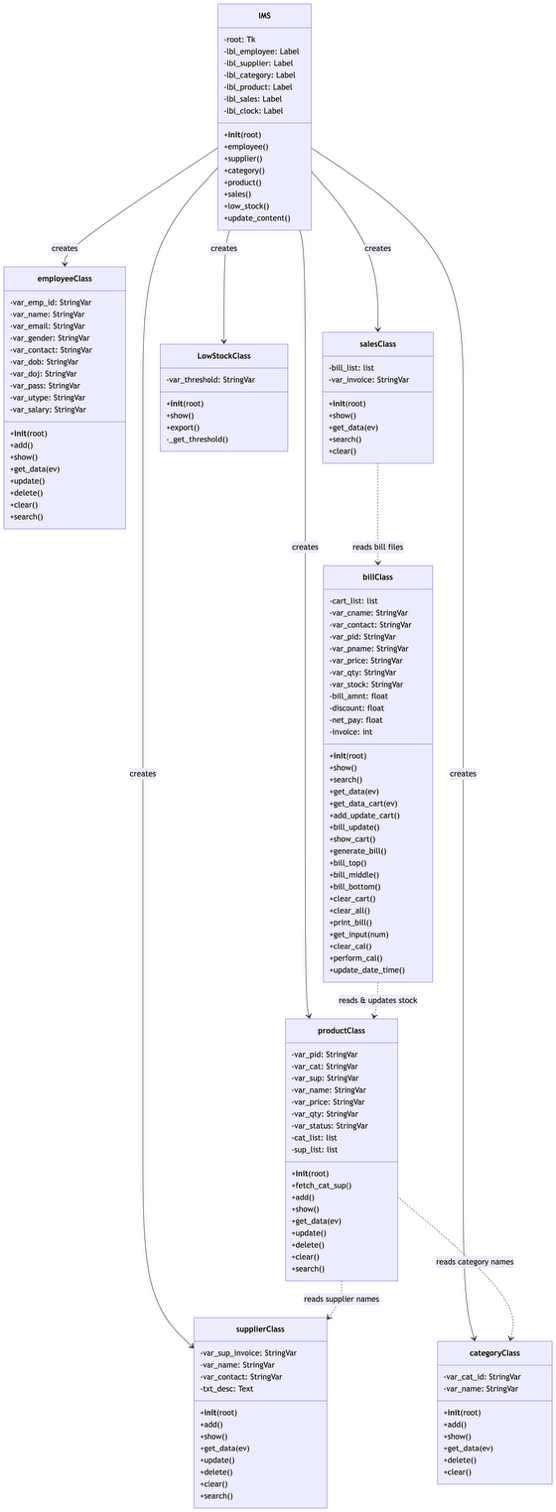 IMS
-root: Tk
-lbl_employee: Label
-lbl_supplier: Label
-lbl_category: Label
-lbl_product: Label
-lbl_sales: Label
-lbl_clock: Label
+init(root)
+employee()
+supplier()
+category()
+product()
+sales()
+low_stock()
+update_content()
creates
creates
creates
employeeClass
-var_emp_id: StringVar
-var_name: StringVar
-var_email: StringVar
-var_gender: StringVar
-var_contact: StringVar
-var_dob: StringVar
-var_doj: StringVar
-var_pass: StringVar
-var_utype: StringVar
-var_salary: StringVar
+init(root)
+add()
+show()
+get_data(ev)
+update()
+delete()
+clear()
+search()
LowStockClass
-var_threshold: StringVar
+init(root)
+show()
+export()
-_get_threshold()
salesClass
-bill_list: list
-var_invoice: StringVar
+init(root)
+show()
+get_data(ev)
+search()
+clear()
creates
reads bill files
billClass
-cart_list: list
-var_cname: StringVar
-var_contact: StringVar
-var_pid: StringVar
-var_pname: StringVar
-var_price: StringVar
-var_qty: StringVar
-var_stock: StringVar
-bill_amnt: float
-discount: float
-net_pay: float
-invoice: int
+init(root)
+show()
+search()
+get_data(ev)
+get_data_cart(ev)
+add_update_cart()
+bill_update()
+show_cart()
+generate_bill()
+bill_top()
+bill_middle()
+bill_bottom()
+clear_cart()
+clear_all()
+print_bill()
+get_input(num)
+clear_cal()
+perform_cal()
+update_date_time()
creates
creates
reads & updates stock
productClass
-var_pid: StringVar
-var_cat: StringVar
-var_sup: StringVar
-var_name: StringVar
-var_price: StringVar
-var_qty: StringVar
-var_status: StringVar
-cat_list: list
-sup_list: list
+init(root)
+fetch_cat_sup()
+add()
+show()
+get_data(ev)
+update()
+delete()
+clear()
+search()
reads category names
reads supplier names
supplierClass
-var_sup_invoice: StringVar
-var_name: StringVar
-var_contact: StringVar
-txt_desc: Text
+init(root)
+add()
+show()
+get_data(ev)
+update()
+delete()
+clear()
+search()
categoryClass
-var_cat_id: StringVar
-var_name: StringVar
+init(root)
+add()
+show()
+get_data(ev)
+delete()
+clear()